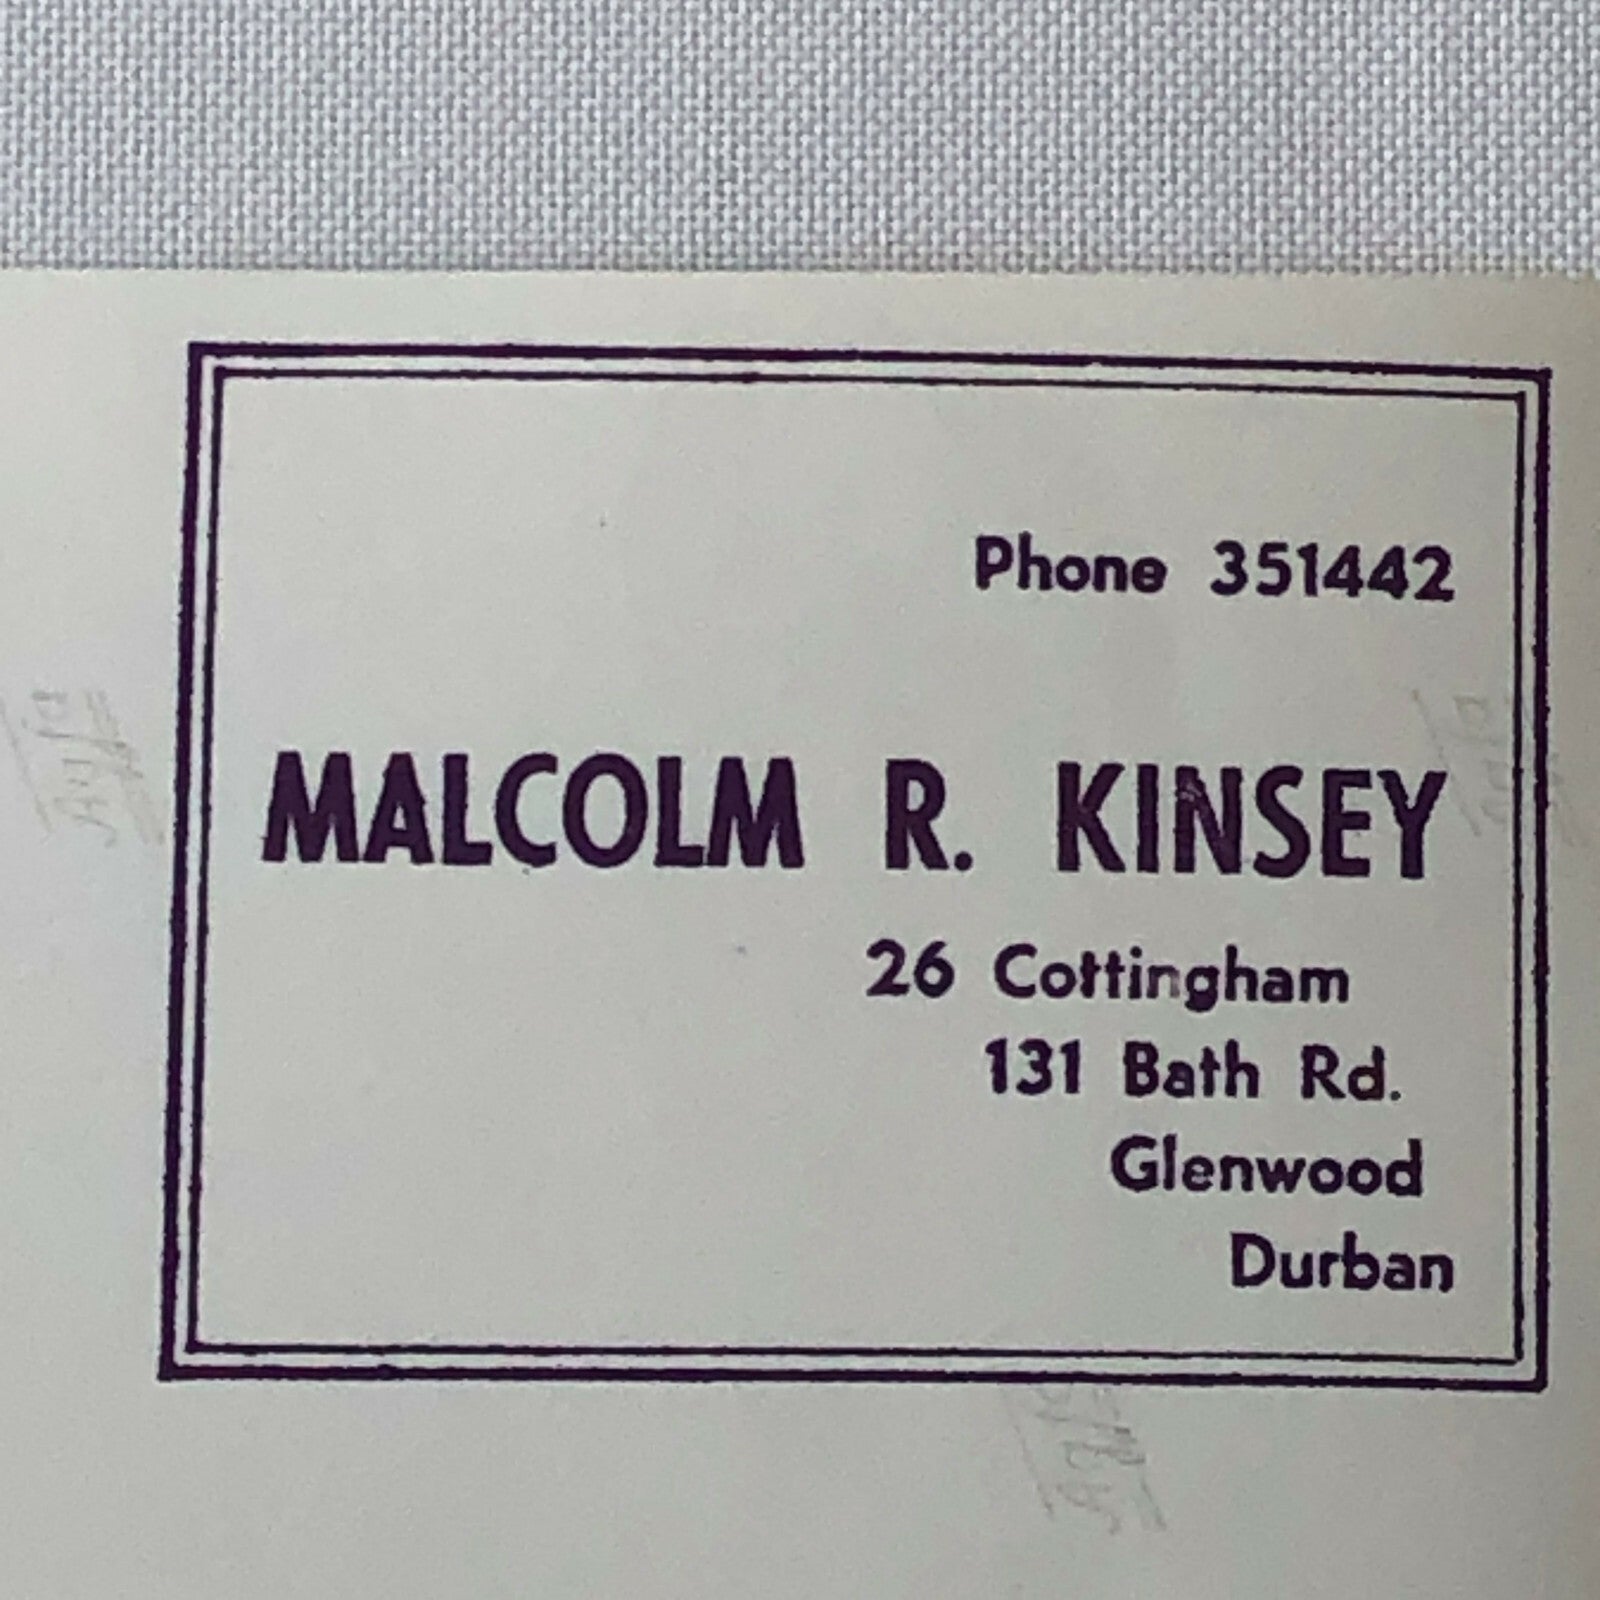 Phone 351442
MALCOLM R. KINSEY
26 Cottingham
131 Bath Rd.
Glenwood
Durban